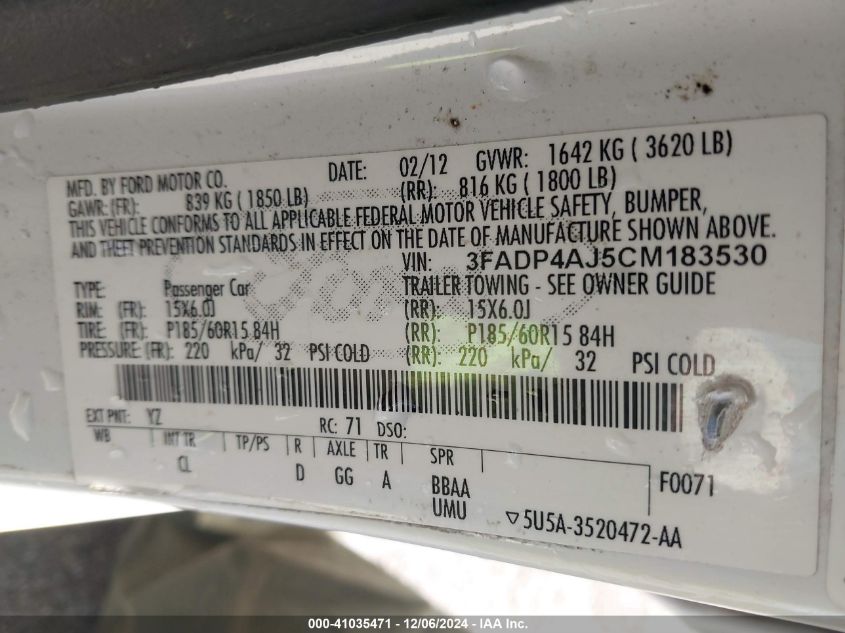 MFD. BY FORD MOTOR CO. DATE: 02/12 GVWR: 1642 KG ( 3620 LB)
GAWR: (FR): 839 KG ( 1850 LB) (RR): 816 KG ( 1800 LB)
THIS VEHICLE CONFORMS TO ALL APPLICABLE FEDERAL MOTOR VEHICLE SAFETY, BUMPER,
AND THEFT PREVENTION STANDARDS IN EFFECT ON THE DATE OF MANUFACTURE SHOWN ABOVE.
VIN: 3FADP4AJ5CM183530
TYPE: Passenger Car TRAILER TOWING - SEE OWNER GUIDE
RIM: (FR): 15X6.0J (RR): 15X6.0J
TIRE: (FR): P185/60R15 84H (RR): P185/60R15 84H
PRESSURE: (FR): 220 kPa/ 32 PSI COLD (RR): 220 kPa/ 32 PSI COLD
EXT PNT: YZ RC: 71 DSO:
WB INT TR TP/PS R AXLE TR SPR F0071
CL D GG A BBAA
UMU ▽5U5A-3520472-AA
000-41035471 - 12/06/2024 - IAA Inc.